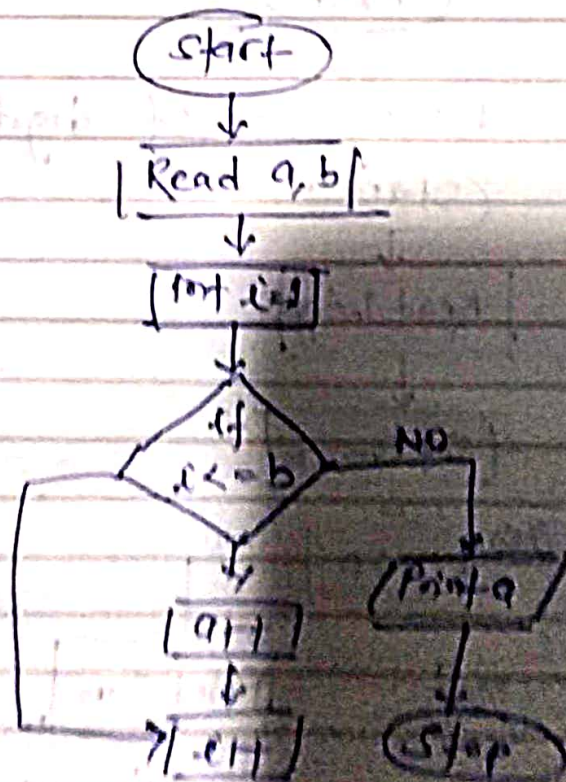 Start
Read a, b
int i=1
if
i<=b
NO
Print a
a++
i++
Stop